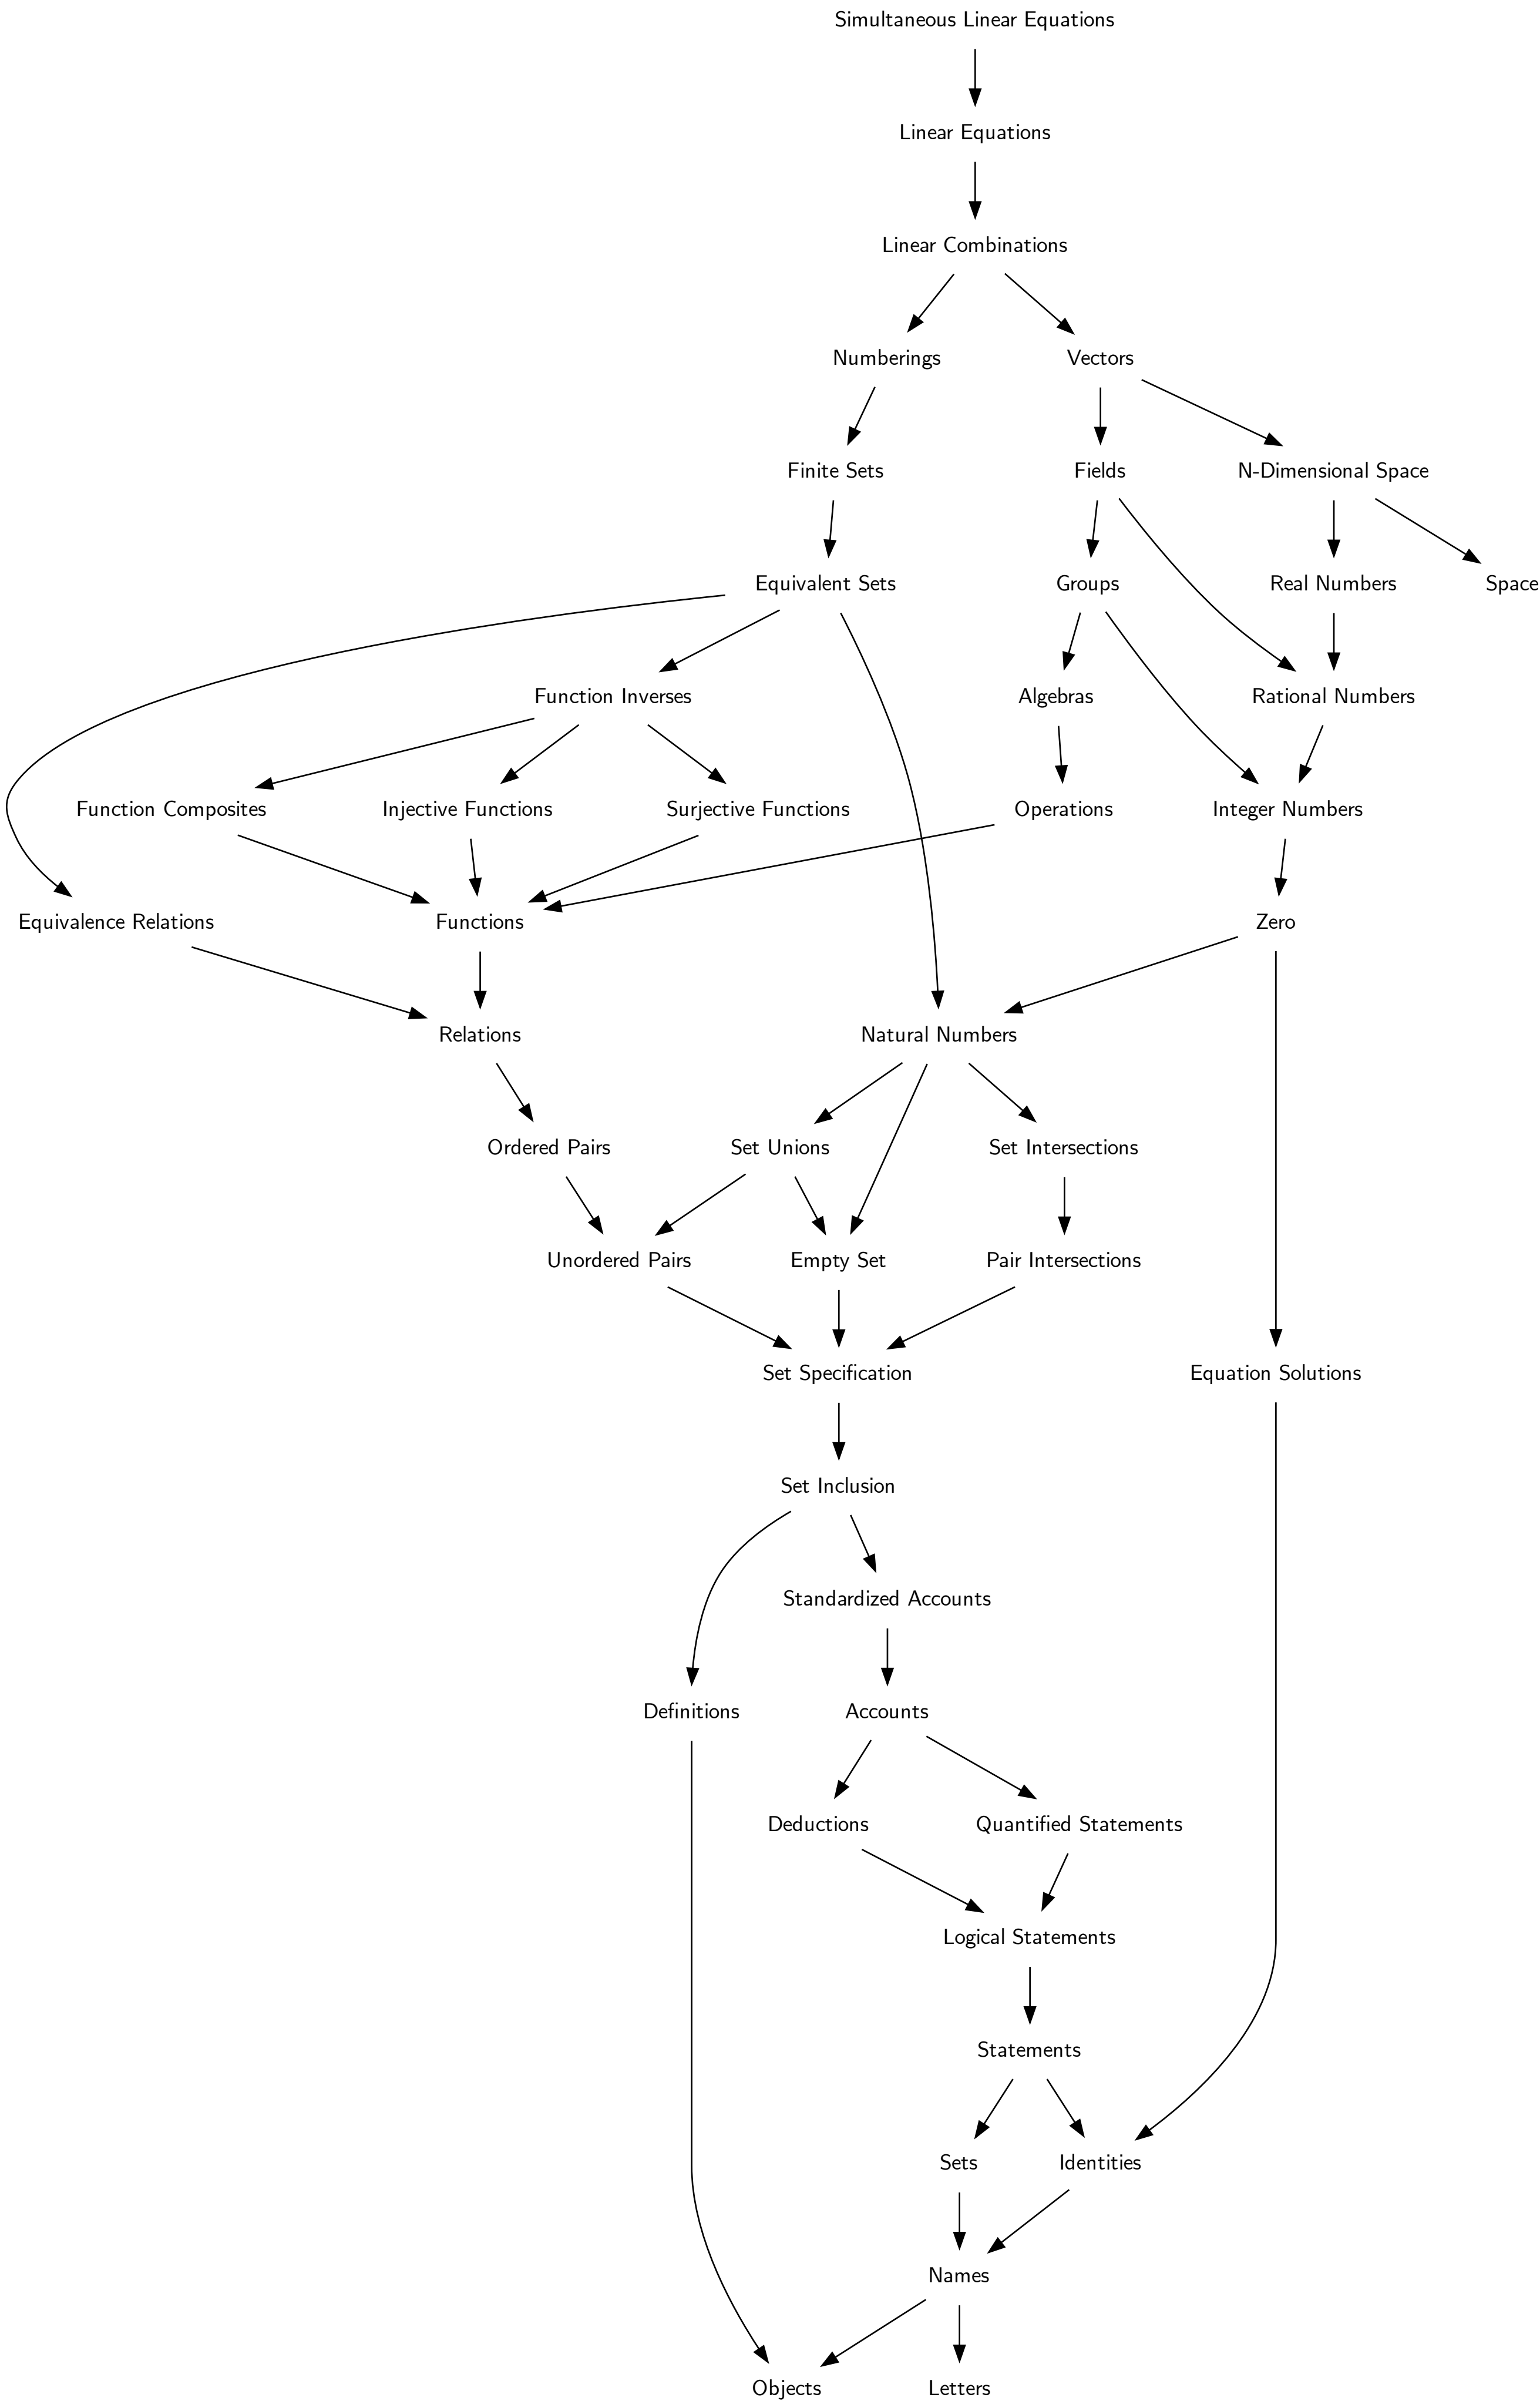 Simultaneous Linear Equations
Linear Equations
Linear Combinations
Numberings
Vectors
Finite Sets
Fields
N-Dimensional Space
Equivalent Sets
Groups
Real Numbers
Space
Function Inverses
Algebras
Rational Numbers
Function Composites
Injective Functions
Surjective Functions
Operations
Integer Numbers
Equivalence Relations
Functions
Zero
Relations
Natural Numbers
Ordered Pairs
Set Unions
Set Intersections
Unordered Pairs
Empty Set
Pair Intersections
Set Specification
Equation Solutions
Set Inclusion
Standardized Accounts
Definitions
Accounts
Deductions
Quantified Statements
Logical Statements
Statements
Sets
Identities
Names
Objects
Letters